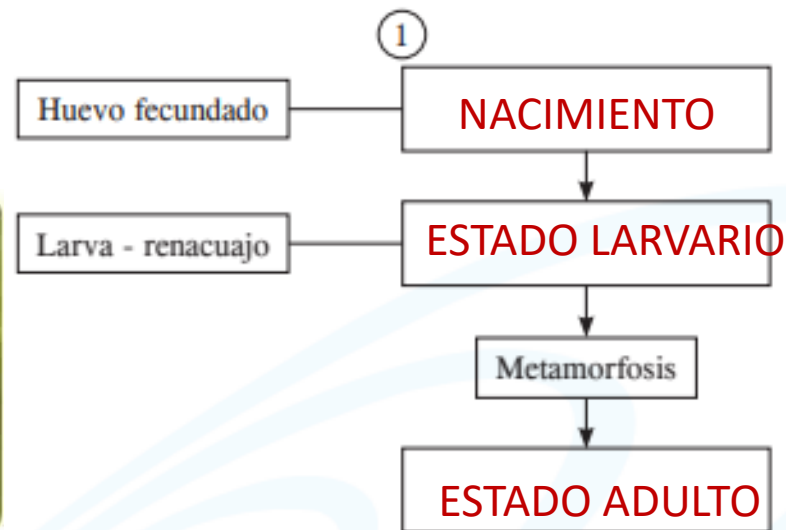 1
Huevo fecundado
NACIMIENTO
Larva - renacuajo
ESTADO LARVARIO
Metamorfosis
ESTADO ADULTO